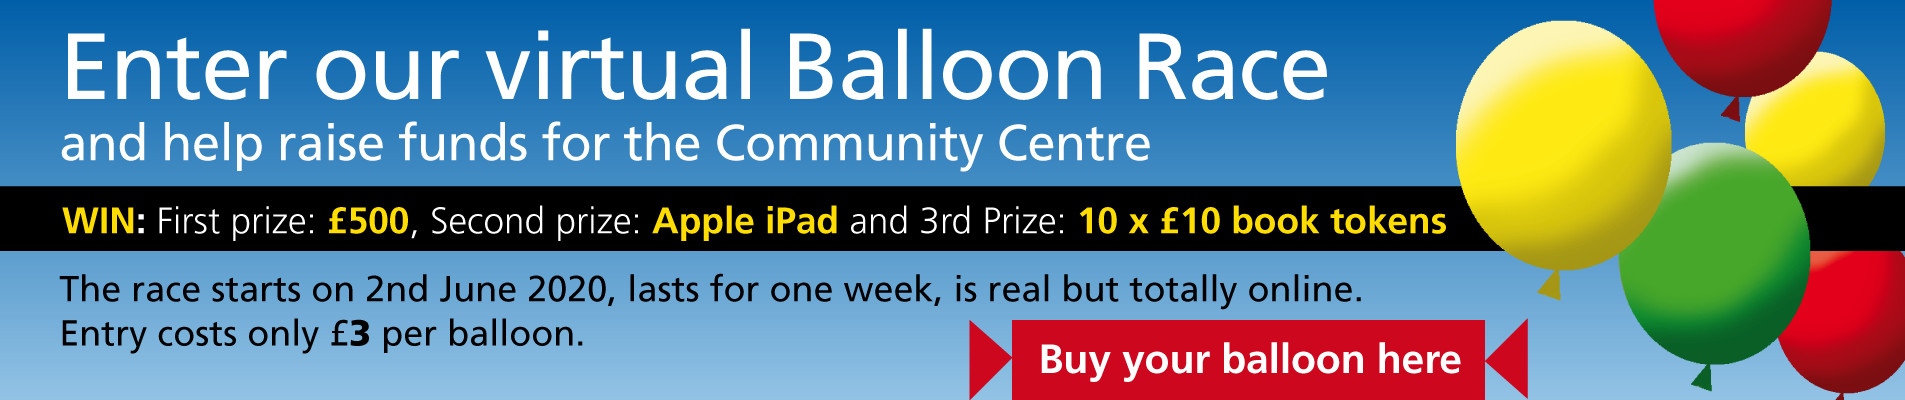 Enter our virtual Balloon Race
and help raise funds for the Community Centre
WIN: First prize: £500, Second prize: Apple iPad and 3rd Prize: 10 x £10 book tokens
The race starts on 2nd June 2020, lasts for one week, is real but totally online.
Entry costs only £3 per balloon.
Buy your balloon here